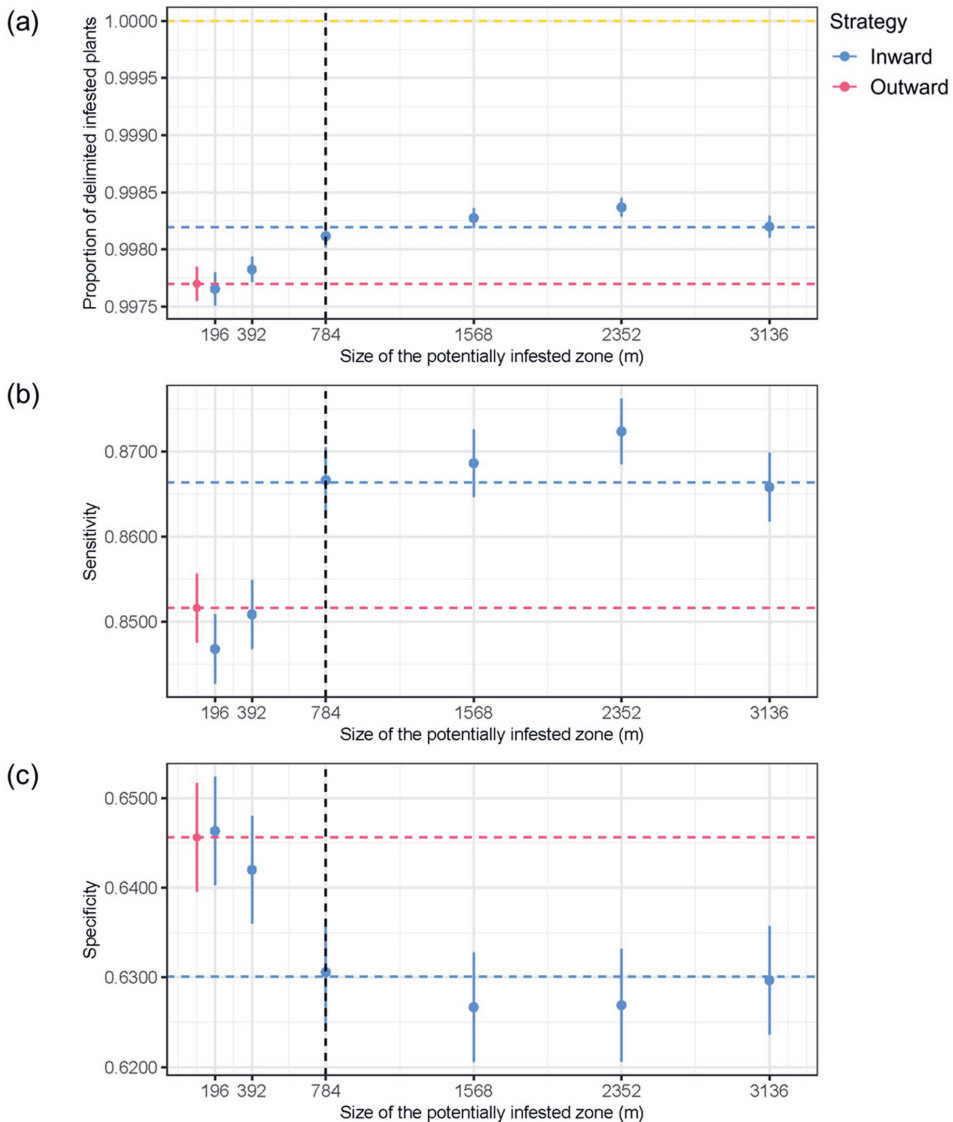 (a)
Strategy
Inward
Outward
Proportion of delimited infested plants
1.0000
0.9995
0.9990
0.9985
0.9980
0.9975
196 392 784 1568 2352 3136
Size of the potentially infested zone (m)
(b)
Sensitivity
0.8700
0.8600
0.8500
196 392 784 1568 2352 3136
Size of the potentially infested zone (m)
(c)
Specificity
0.6500
0.6400
0.6300
0.6200
196 392 784 1568 2352 3136
Size of the potentially infested zone (m)